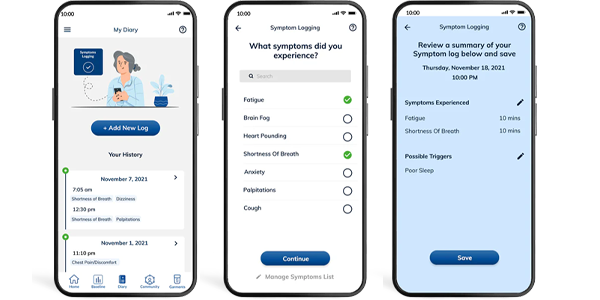 10:00
My Diary
Symptoms
Logging
+ Add New Log
Your History
November 7, 2021
7:05 am
Shortness of Breath Dizziness
12:30 pm
Shortness of Breath Palpitations
November 1, 2021
11:10 pm
Chest Pain/Discomfort
Home Baseline Diary Community Garments
10:00
Symptom Logging
What symptoms did you
experience?
Search
Fatigue
Brain Fog
Heart Pounding
Shortness Of Breath
Anxiety
Palpitations
Cough
Continue
Manage Symptoms List
10:00
Symptom Logging
Review a summary of your
Symptom log below and save
Thursday, November 18, 2021
10:00 PM
Symptoms Experienced
Fatigue 10 mins
Shortness Of Breath 10 mins
Possible Triggers
Poor Sleep
Save